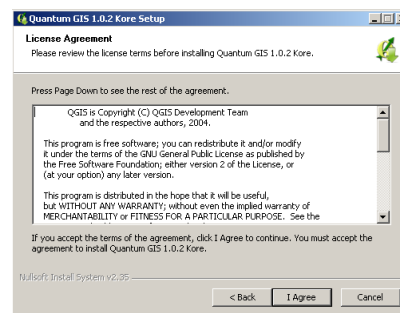 Quantum GIS 1.0.2 Kore Setup
License Agreement
Please review the license terms before installing Quantum GIS 1.0.2 Kore.
Press Page Down to see the rest of the agreement.
QGIS is Copyright (C) QGIS Development Team
and the respective authors, 2004.
This program is free software; you can redistribute it and/or modify
it under the terms of the GNU General Public License as published by
the Free Software Foundation; either version 2 of the License, or
(at your option) any later version.
This program is distributed in the hope that it will be useful,
but WITHOUT ANY WARRANTY; without even the implied warranty of
MERCHANTABILITY or FITNESS FOR A PARTICULAR PURPOSE.  See the
If you accept the terms of the agreement, click I Agree to continue. You must accept the
agreement to install Quantum GIS 1.0.2 Kore.
Nullsoft Install System v2.35
< Back
I Agree
Cancel